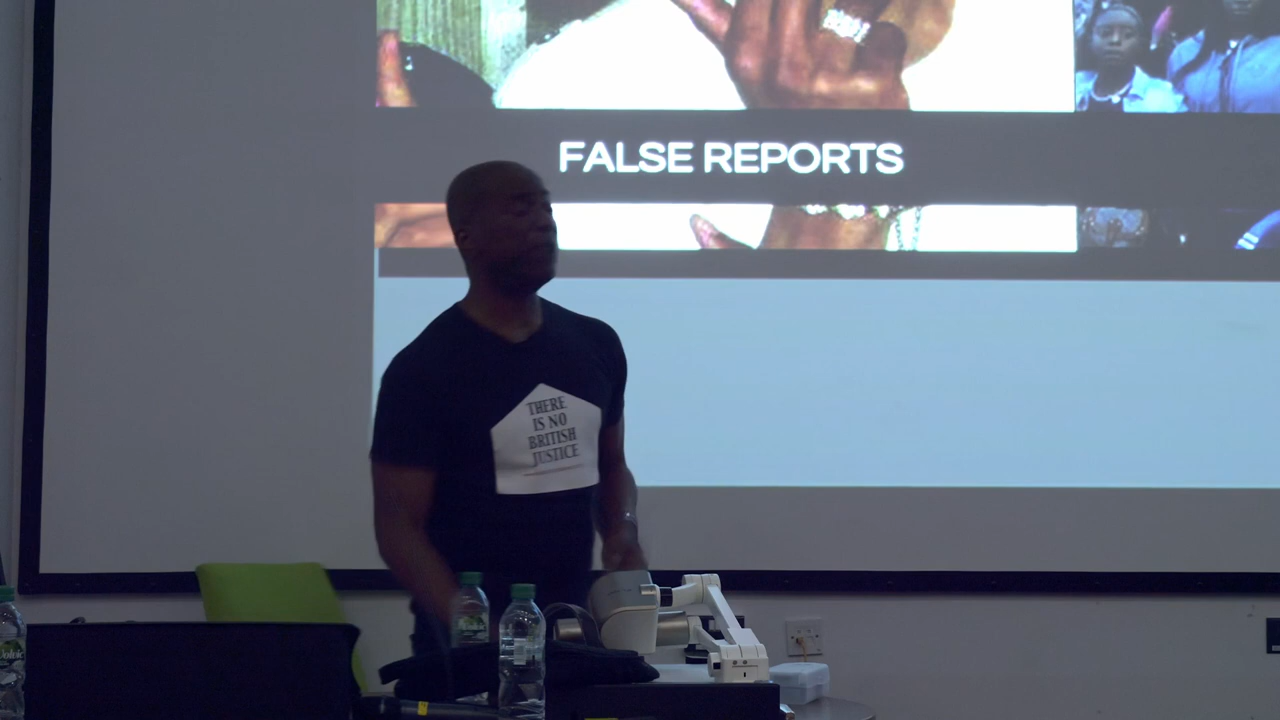 FALSE REPORTS
THERE
IS NO
BRITISH
JUSTICE